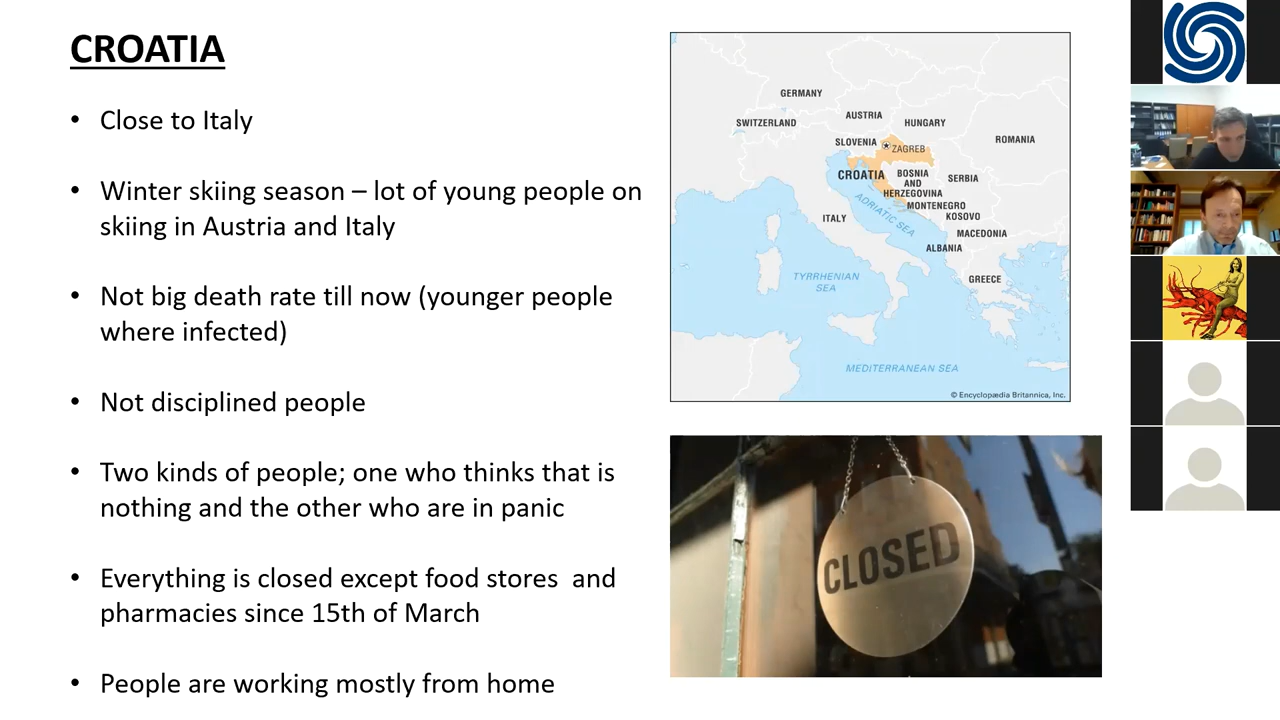 CROATIA
• Close to Italy
• Winter skiing season – lot of young people on
skiing in Austria and Italy
• Not big death rate till now (younger people
where infected)
• Not disciplined people
• Two kinds of people; one who thinks that is
nothing and the other who are in panic
• Everything is closed except food stores  and
pharmacies since 15th of March
• People are working mostly from home
GERMANY
AUSTRIA
SWITZERLAND
HUNGARY
SLOVENIA
ZAGREB
ROMANIA
CROATIA
BOSNIA
AND
HERZEGOVINA
SERBIA
MONTENEGRO
KOSOVO
ADRIATIC SEA
ITALY
MACEDONIA
ALBANIA
TYRRHENIAN
SEA
GREECE
MEDITERRANEAN SEA
© Encyclopædia Britannica, Inc.
CLOSED